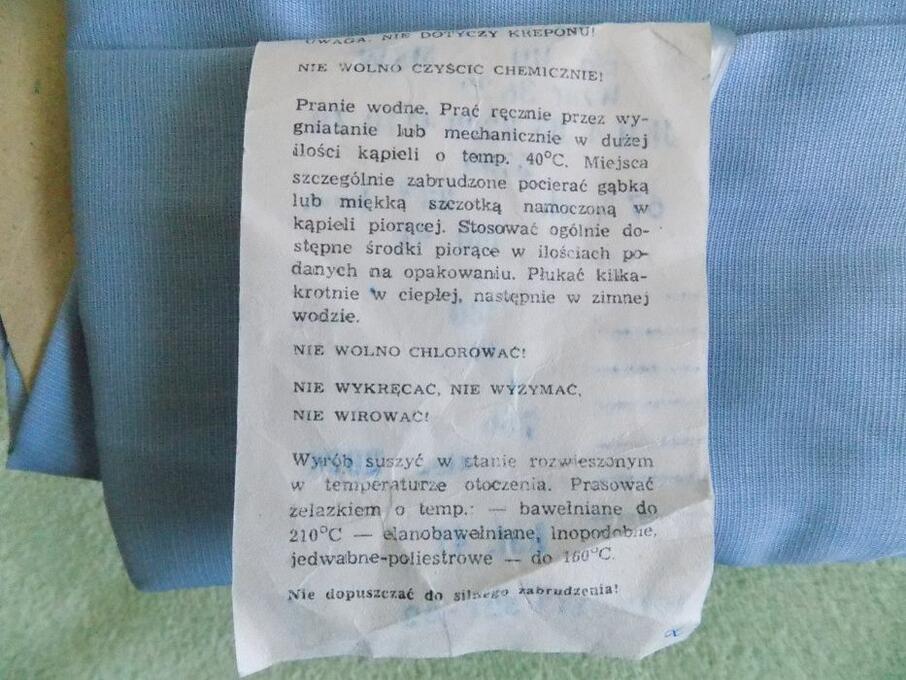 UWAGA, NIE DOTYCZY KREPONU!
NIE WOLNO CZYŚCIC CHEMICZNIE!
Pranie wodne. Prać ręcznie przez wy-
gniatanie lub mechanicznie w dużej
ilości kąpieli o temp. 40°C. Miejsca
szczególnie zabrudzone pocierać gąbką
lub miękką szczotką namoczoną w
kąpieli piorącej. Stosować ogólnie do-
stępne środki piorące w ilościach po-
danych na opakowaniu. Płukać kilka-
krotnie w ciepłej, następnie w zimnej
wodzie.
NIE WOLNO CHLOROWAĆ!
NIE WYKRĘCAĆ, NIE WYŻYMAĆ,
NIE WIROWAĆ!
Wyrób suszyć w stanie rozwieszonym
w temperaturze otoczenia. Prasować
żelazkiem o temp.: — bawełniane do
210°C — elanobawełniane, lnopodobne,
jedwabne-poliestrowe — do 160°C.
Nie dopuszczać do silnego zabrudzenia!